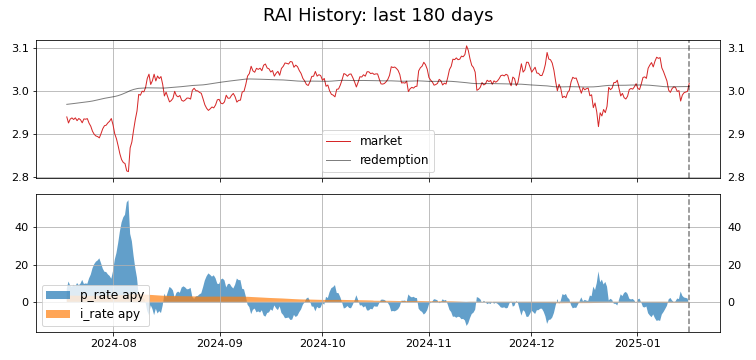 RAI History: last 180 days
3.1 3.1
3.0 3.0
2.9 2.9
2.8 2.8
market
redemption
40 40
20 20
0 0
p_rate apy
i_rate apy
2024-08 2024-09 2024-10 2024-11 2024-12 2025-01